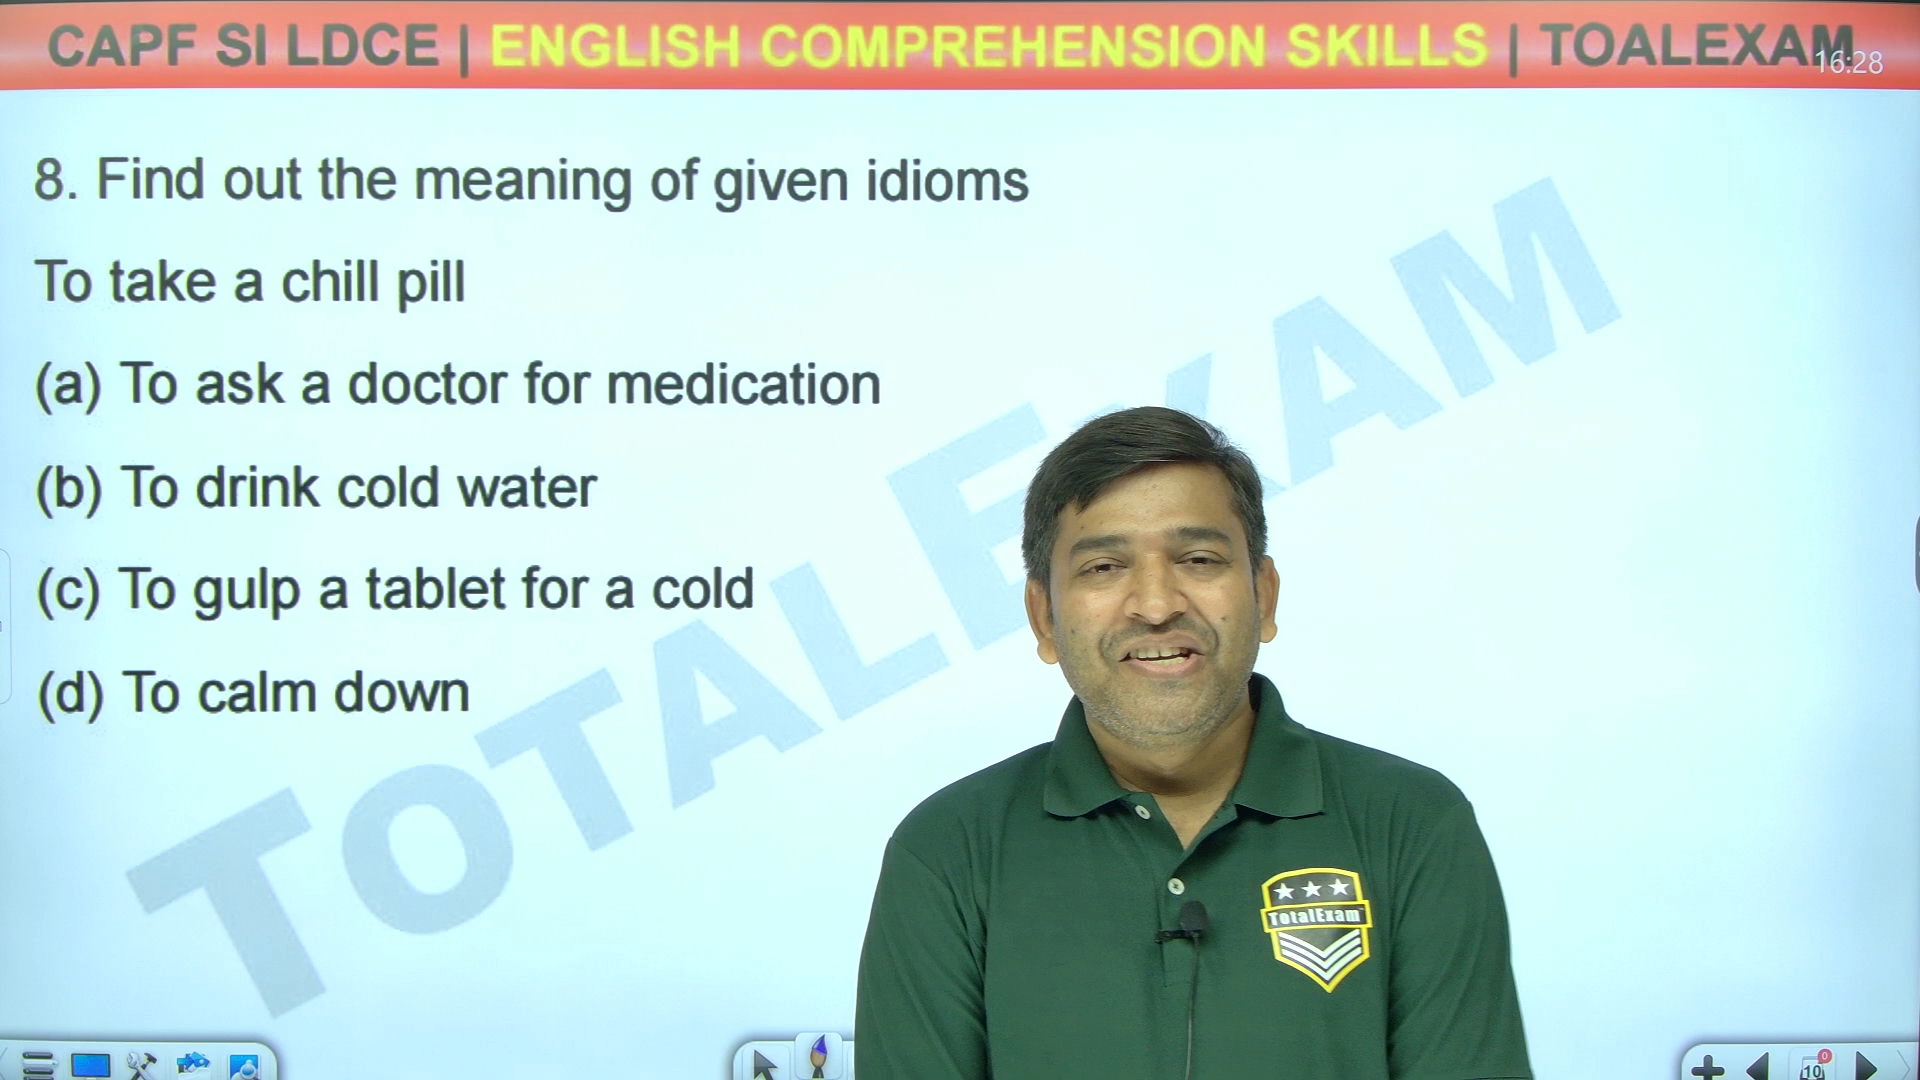 CAPF SI LDCE | ENGLISH COMPREHENSION SKILLS | TOALEXAM
16:28
8. Find out the meaning of given idioms
To take a chill pill
(a) To ask a doctor for medication
(b) To drink cold water
(c) To gulp a tablet for a cold
(d) To calm down
TOTALEXAM
TotalExam
10
0